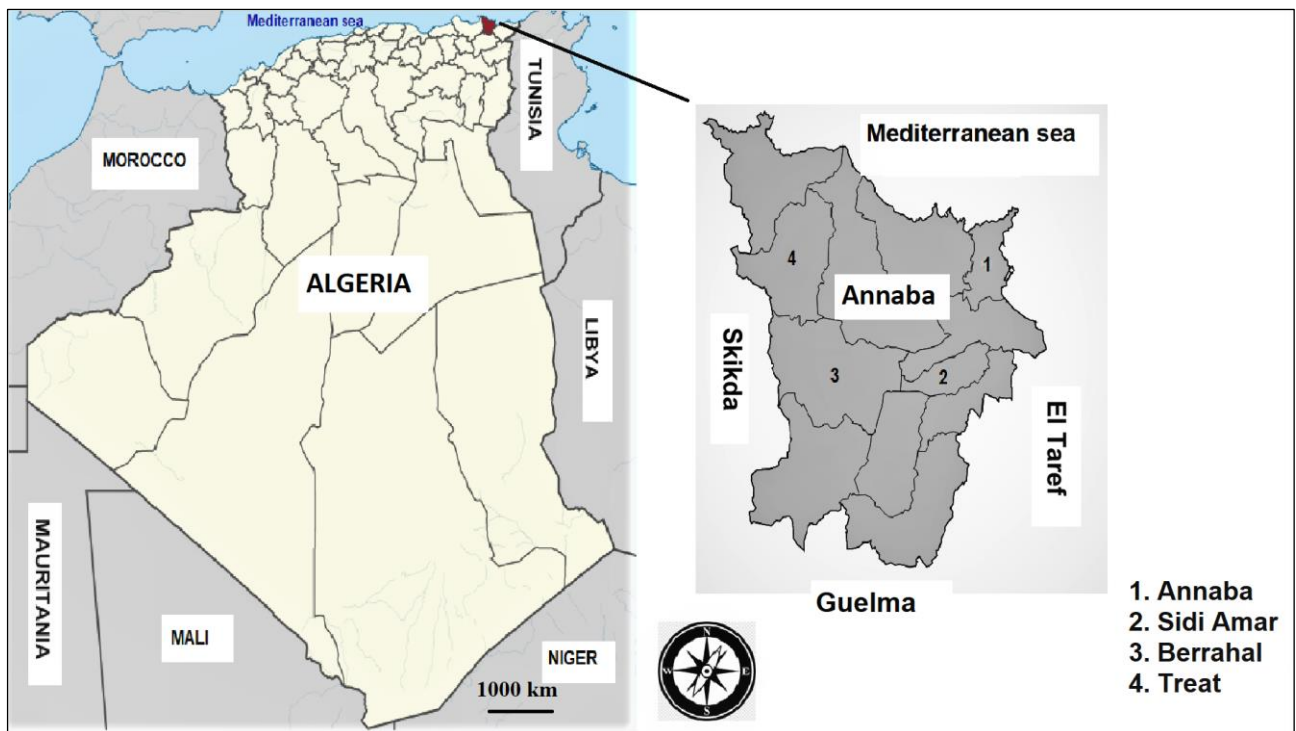 Mediterranean sea
TUNISIA
MOROCCO
ALGERIA
LIBYA
MAURITANIA
MALI
NIGER
1000 km
Mediterranean sea
4
1
Annaba
Skikda
3
2
El Taref
Guelma
N
W
E
S
1. Annaba
2. Sidi Amar
3. Berrahal
4. Treat